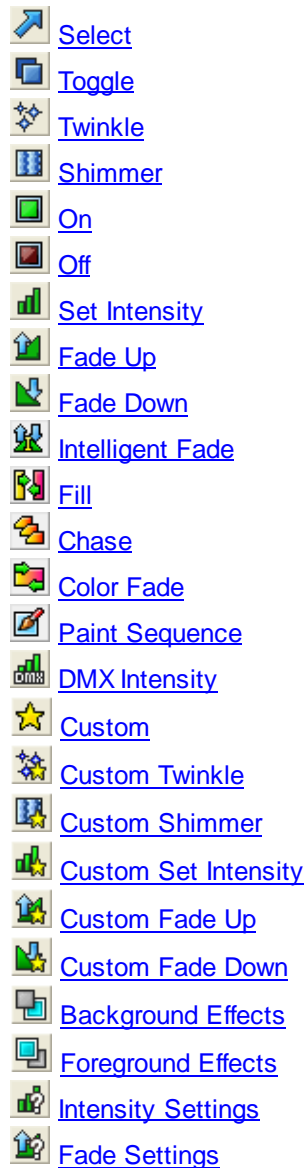 Select
Toggle
Twinkle
Shimmer
On
Off
Set Intensity
Fade Up
Fade Down
Intelligent Fade
Fill
Chase
Color Fade
Paint Sequence
DMX DMX Intensity
Custom
Custom Twinkle
Custom Shimmer
Custom Set Intensity
Custom Fade Up
Custom Fade Down
Background Effects
Foreground Effects
Intensity Settings
Fade Settings